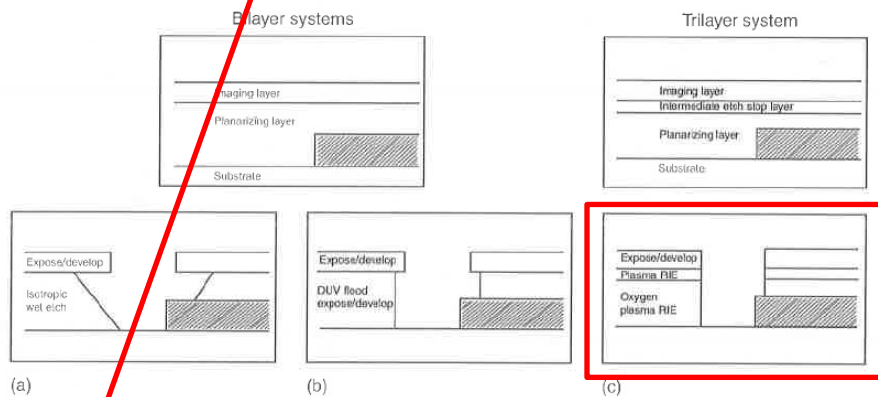 Bilayer systems
Trilayer system
Imaging layer
Planarizing layer
Substrate
Imaging layer
Intermediate etch stop layer
Planarizing layer
Substrate
Expose/develop
Isotropic
wet etch
Expose/develop
DUV flood
expose/develop
Expose/develop
Plasma RIE
Oxygen
plasma RIE
(a)
(b)
(c)